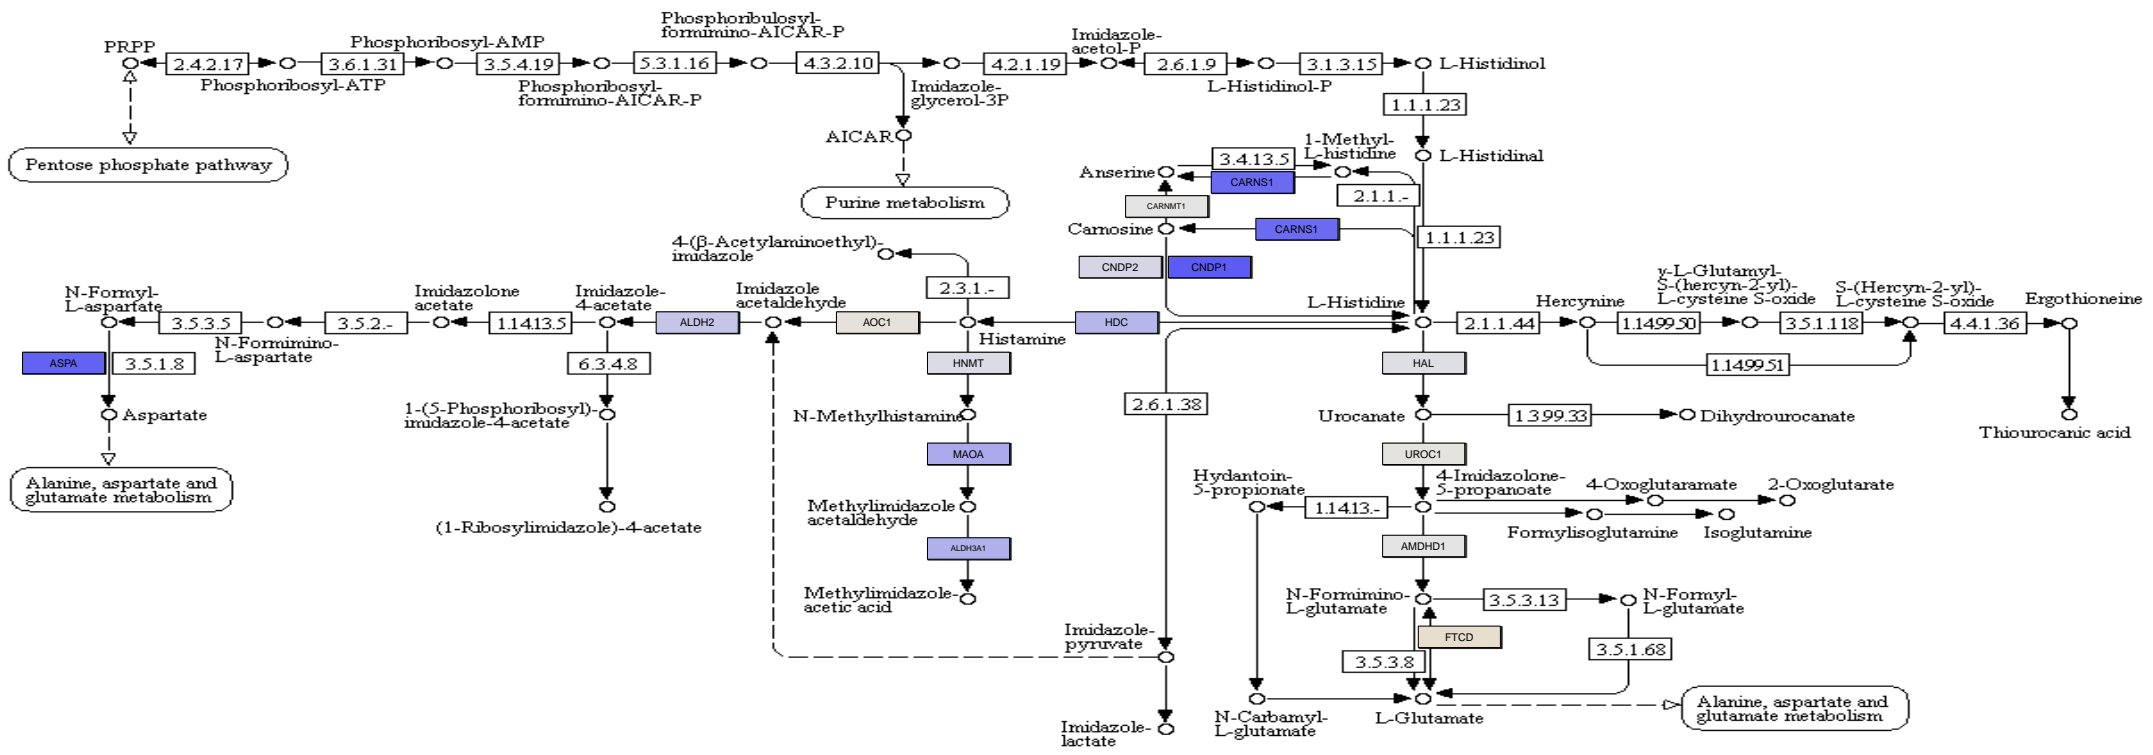 Phosphoribulosyl-
formimino-AICAR-P
PRPP
Phosphoribosyl-AMP
Imidazole-
acetol-P
2.4.2.17
3.6.1.31
3.5.4.19
5.3.1.16
4.3.2.10
4.2.1.19
2.6.1.9
3.1.3.15
L-Histidinol
Phosphoribosyl-ATP
Phosphoribosyl-
formimino-AICAR-P
Imidazole-
glycerol-3P
L-Histidinol-P
1.1.1.23
AICAR
Pentose phosphate pathway
Purine metabolism
1-Methyl-
L-histidine
L-Histidinal
3.4.13.5
Anserine
CARNS1
2.1.1.-
CARNMT1
Carnosine
CARNS1
1.1.1.23
CNDP2
CNDP1
4-(β-Acetylaminoethyl)-
imidazole
2.3.1.-
N-Formyl-
L-aspartate
Imidazolone
acetate
Imidazole-
4-acetate
Imidazole
acetaldehyde
L-Histidine
Hercynine
γ-L-Glutamyl-
S-(hercyn-2-yl)-
L-cysteine S-oxide
S-(Hercyn-2-yl)-
L-cysteine S-oxide
Ergothioneine
3.5.3.5
3.5.2.-
1.14.13.5
ALDH2
AOC1
HDC
2.1.1.44
1.14.99.50
3.5.1.118
4.4.1.36
N-Formimino-
L-aspartate
Histamine
ASPA
3.5.1.8
6.3.4.8
HNMT
HAL
1.14.99.51
Aspartate
1-(5-Phosphoribosyl)-
imidazole-4-acetate
N-Methylhistamine
2.6.1.38
Urocanate
1.3.99.33
Dihydrourocanate
Thiourocanic acid
MAOA
UROC1
Alanine, aspartate and
glutamate metabolism
Hydantoin-
5-propionate
4-Imidazolone-
5-propanoate
4-Oxoglutaramate
2-Oxoglutarate
(1-Ribosylimidazole)-4-acetate
Methylimidazole
acetaldehyde
1.14.13.-
Formylisoglutamine
Isoglutamine
ALDH3A1
AMDHD1
Methylimidazole-
acetic acid
N-Formimino-
L-glutamate
3.5.3.13
N-Formyl-
L-glutamate
Imidazole-
pyruvate
FTCD
3.5.3.8
3.5.1.68
N-Carbamyl-
L-glutamate
L-Glutamate
Alanine, aspartate and
glutamate metabolism
Imidazole-
lactate